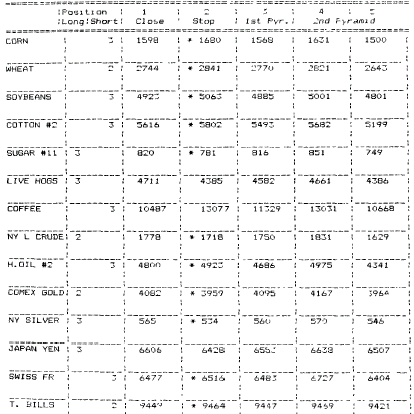 Position 1 2 3 4 5
Long Short Close Stop 1st Pyr. 2nd Pyramid
CORN 3 1598 * 1680 1568 1631 1500
WHEAT 2 2744 * 2841 2770 2821 2643
SOYBEANS 3 4923 * 5063 4885 5001 4801
COTTON #2 3 5616 * 5802 5493 5682 5199
SUGAR #11 3 820 * 781 816 851 749
LIVE HOGS 3 4711 4385 4582 4661 4386
COFFEE 3 10487 13077 11329 13031 10668
NY L CRUDE 2 1778 * 1718 1750 1831 1629
H.OIL #2 3 4800 * 4923 4686 4975 4341
COMEX GOLD 2 4082 * 3959 4095 4167 3964
NY SILVER 3 565 * 534 560 570 546
JAPAN YEN 3 6606 6428 6553 6638 6507
SWISS FR 3 6477 * 6516 6483 6727 6404
T. BILLS 2 9449 * 9464 9447 9469 9421